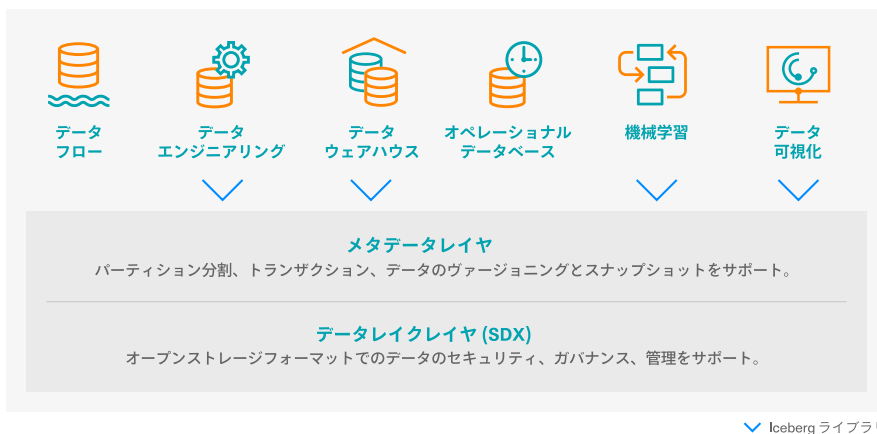 データ
フロー
データ
エンジニアリング
データ
ウェアハウス
オペレーショナル
データベース
機械学習
データ
可視化
メタデータレイヤ
パーティション分割、トランザクション、データのヴァージョニングとスナップショットをサポート。
データレイクレイヤ (SDX)
オープンストレージフォーマットでのデータのセキュリティ、ガバナンス、管理をサポート。
Iceberg ライブラ